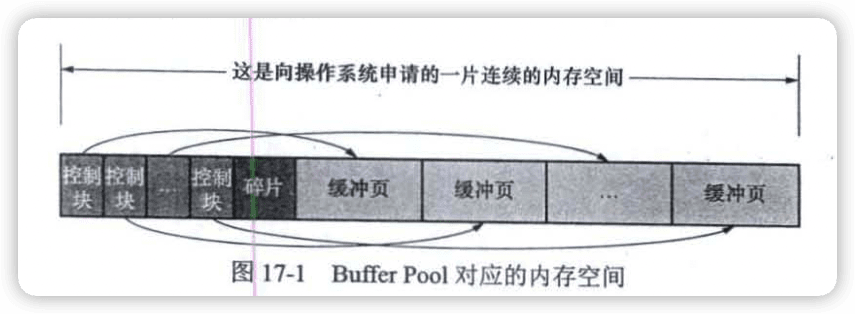 这是向操作系统申请的一片连续的内存空间
控制块 控制块 … 控制块 碎片 缓冲页 缓冲页 … 缓冲页
图 17-1 Buffer Pool 对应的内存空间